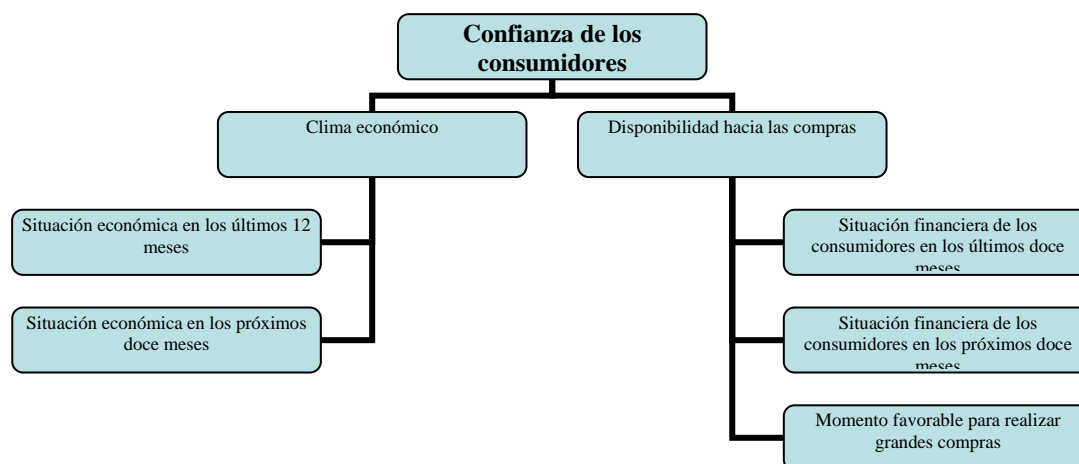 Confianza de los
consumidores
Clima económico
Disponibilidad hacia las compras
Situación económica en los últimos 12
meses
Situación económica en los próximos
doce meses
Situación financiera de los
consumidores en los últimos doce
meses
Situación financiera de los
consumidores en los próximos doce
meses
Momento favorable para realizar
grandes compras